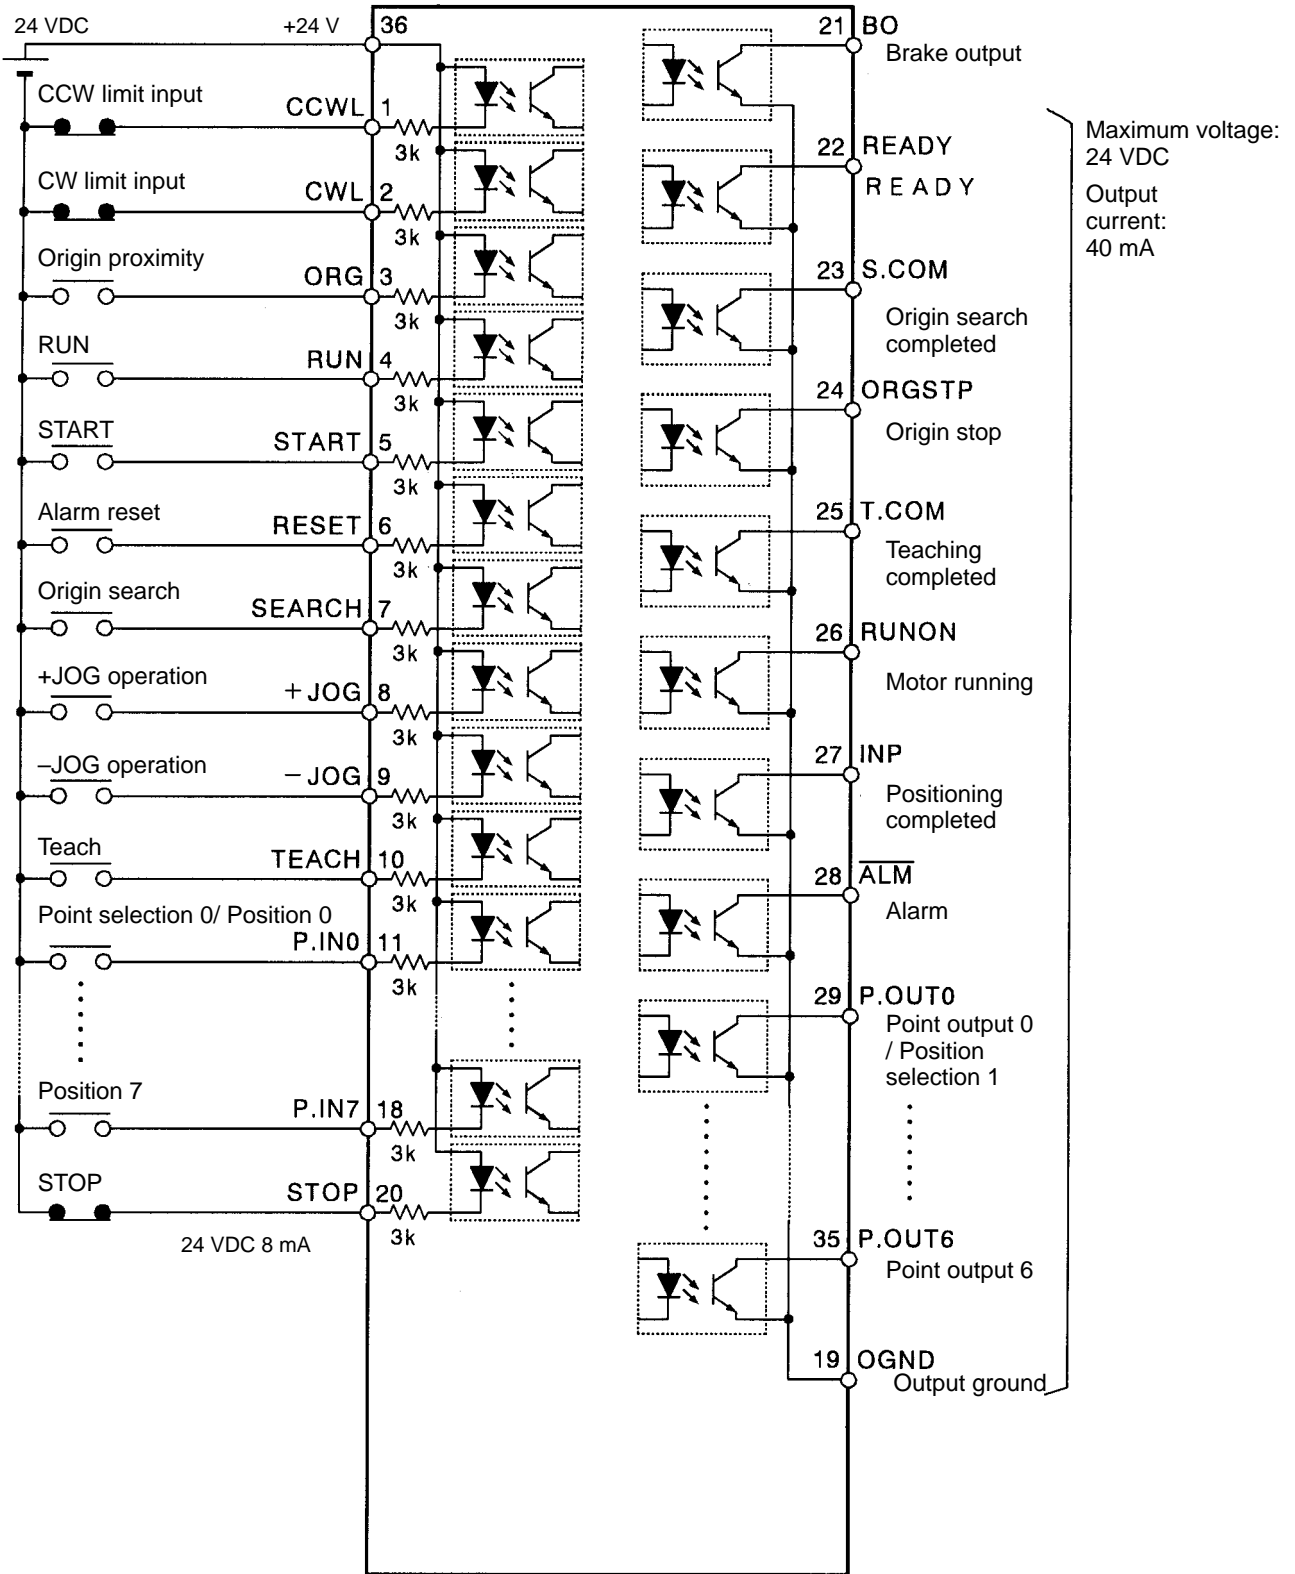 24 VDC
+24 V
36
CCW limit input
CCWL 1
3k
CW limit input
CWL 2
3k
Origin proximity
ORG 3
3k
RUN
RUN 4
3k
START
START 5
3k
Alarm reset
RESET 6
3k
Origin search
SEARCH 7
3k
+JOG operation
+JOG 8
3k
–JOG operation
–JOG 9
3k
Teach
TEACH 10
3k
Point selection 0/ Position 0
P.IN0 11
3k
Position 7
P.IN7 18
3k
STOP
STOP 20
3k
24 VDC 8 mA
21 BO
Brake output
22 READY
READY
23 S.COM
Origin search
completed
24 ORGSTP
Origin stop
25 T.COM
Teaching
completed
26 RUNON
Motor running
27 INP
Positioning
completed
28 ALM
Alarm
29 P.OUT0
Point output 0
/ Position
selection 1
35 P.OUT6
Point output 6
19 OGND
Output ground
Maximum voltage:
24 VDC
Output
current:
40 mA